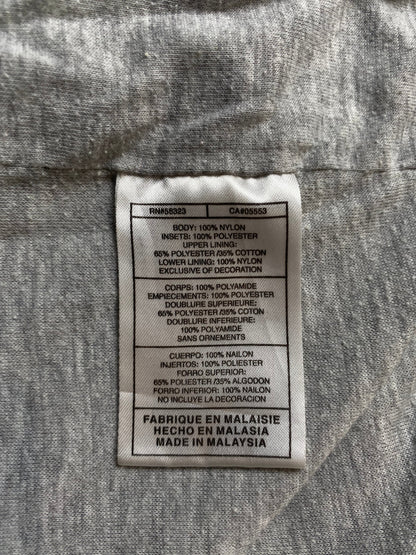 RN#58323 CA#05553
BODY: 100% NYLON
INSETS: 100% POLYESTER
UPPER LINING:
65% POLYESTER /35% COTTON
LOWER LINING: 100% NYLON
EXCLUSIVE OF DECORATION
CORPS: 100% POLYAMIDE
EMPIECEMENTS: 100% POLYESTER
DOUBLURE SUPERIEURE:
65% POLYESTER /35% COTON
DOUBLURE INFERIEURE:
100% POLYAMIDE
SANS ORNEMENTS
CUERPO: 100% NAILON
INJERTOS: 100% POLIESTER
FORRO SUPERIOR:
65% POLIESTER /35% ALGODON
FORRO INFERIOR: 100% NAILON
NO INCLUYE LA DECORACION
FABRIQUE EN MALAISIE
HECHO EN MALASIA
MADE IN MALAYSIA